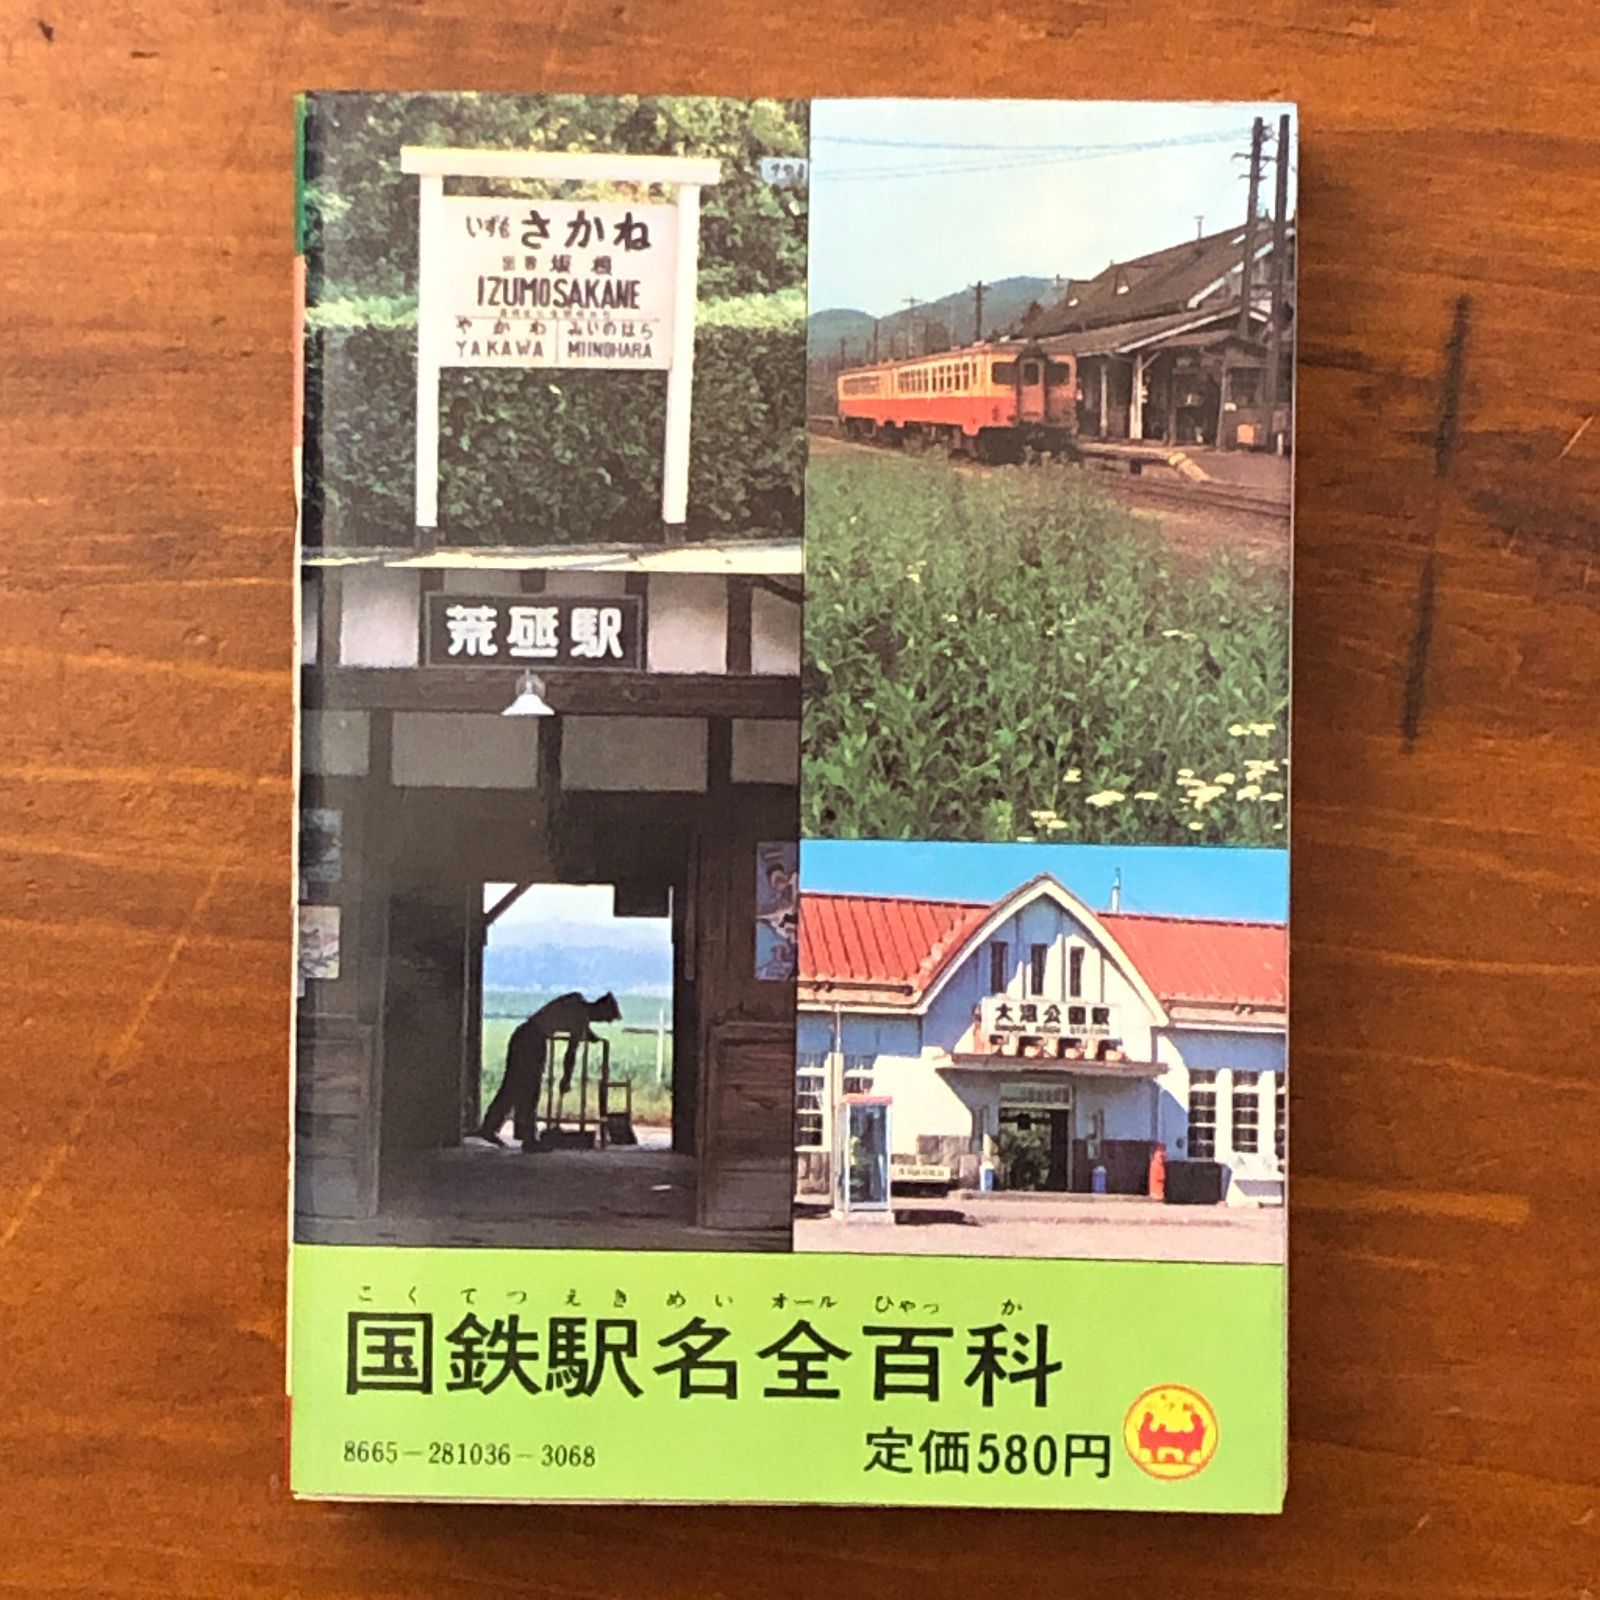 いずも さかね
出雲 坂根
IZUMOSAKANE
やかわ みいのはら
YAKAWA MIINOHARA
荒砥駅
大沼公園駅
こくてつえきめいオールひゃっか
国鉄駅名全百科
定価580円
8665-281036-3068